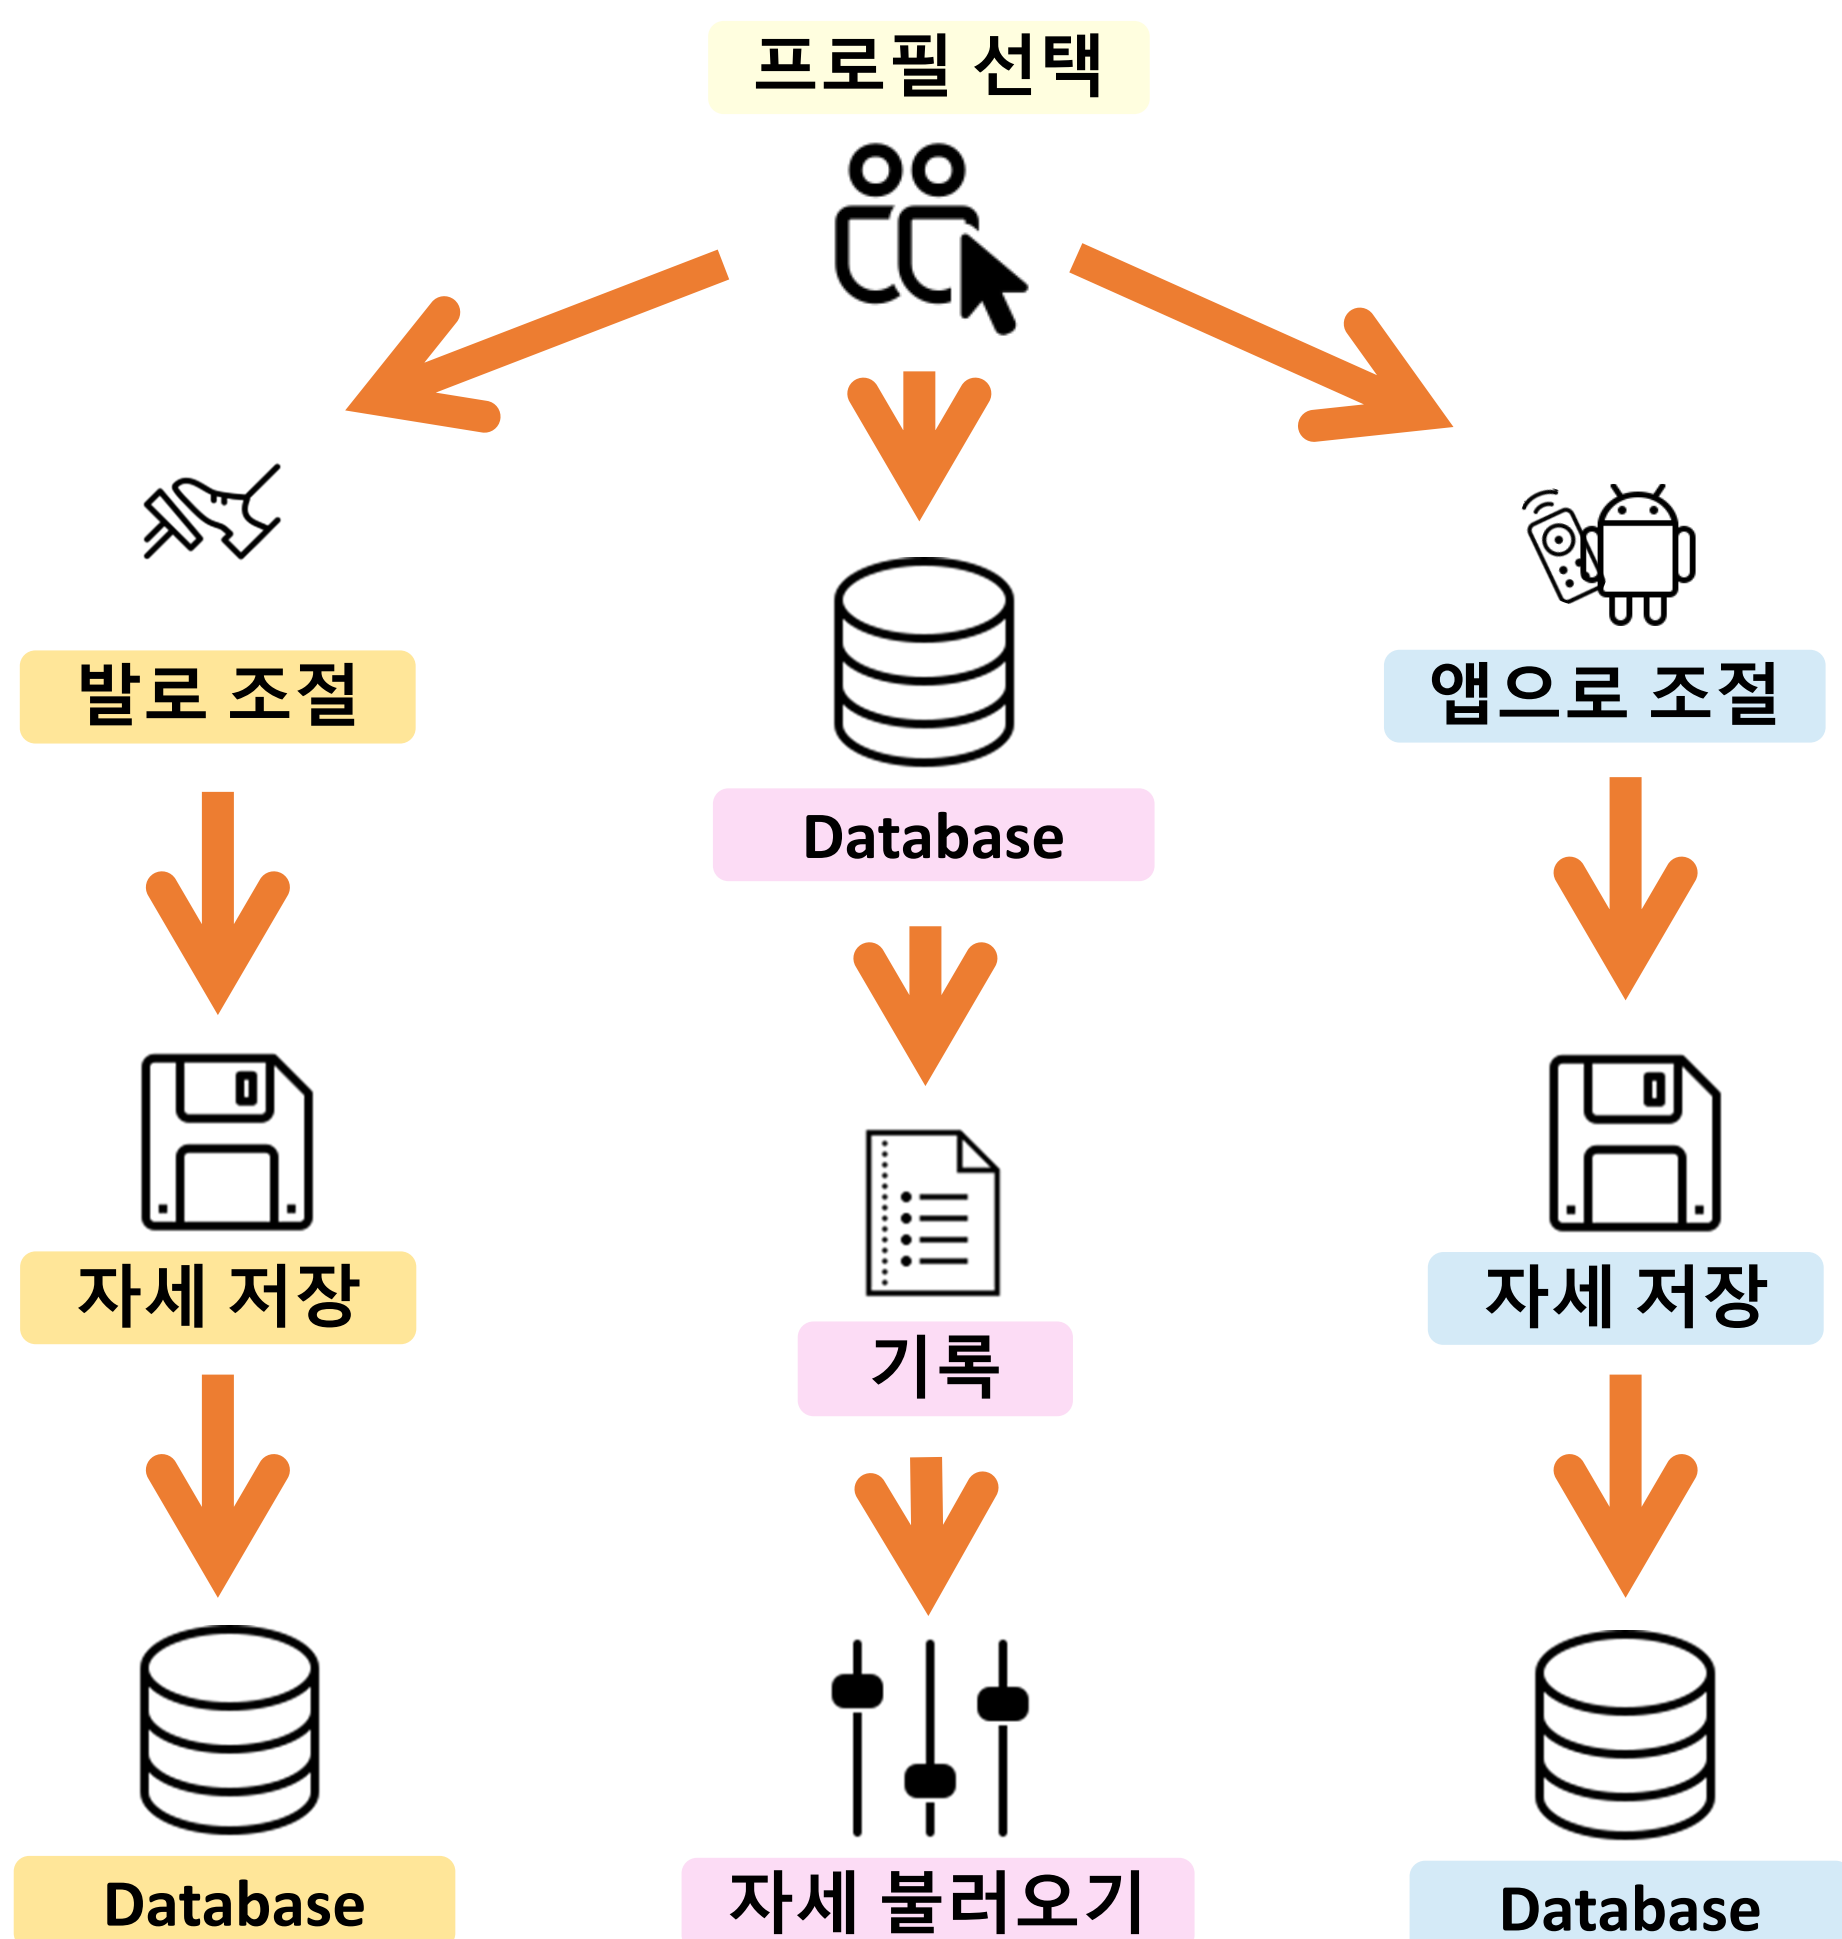 프로필 선택
발로 조절
앱으로 조절
Database
자세 저장
자세 저장
기록
Database
자세 불러오기
Database